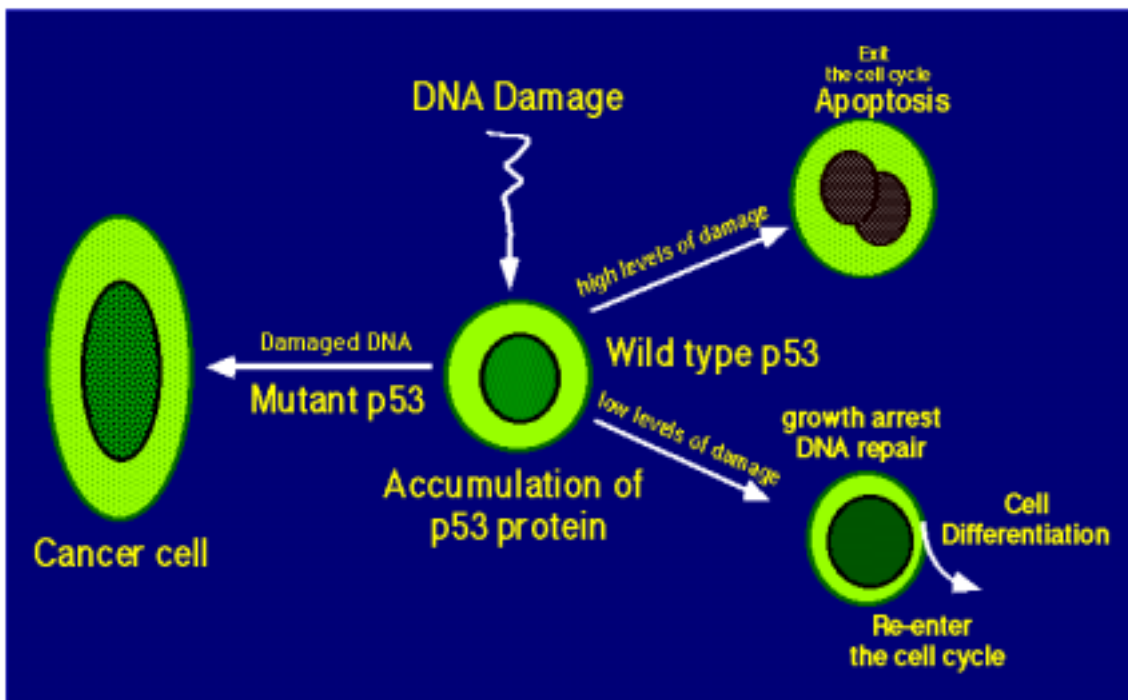 DNA Damage
Exit
the cell cycle
Apoptosis
high levels of damage
Damaged DNA
Mutant p53
Wild type p53
low levels of damage
Accumulation of
p53 protein
Cancer cell
growth arrest
DNA repair
Cell
Differentiation
Re-enter
the cell cycle